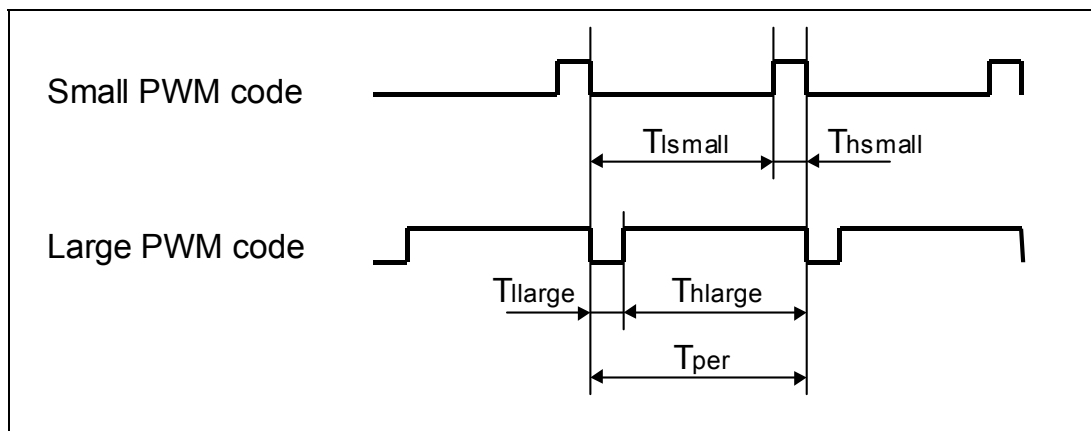 Small PWM code
Tlsmall Thsmall
Large PWM code
Tllarge Thlarge
Tper